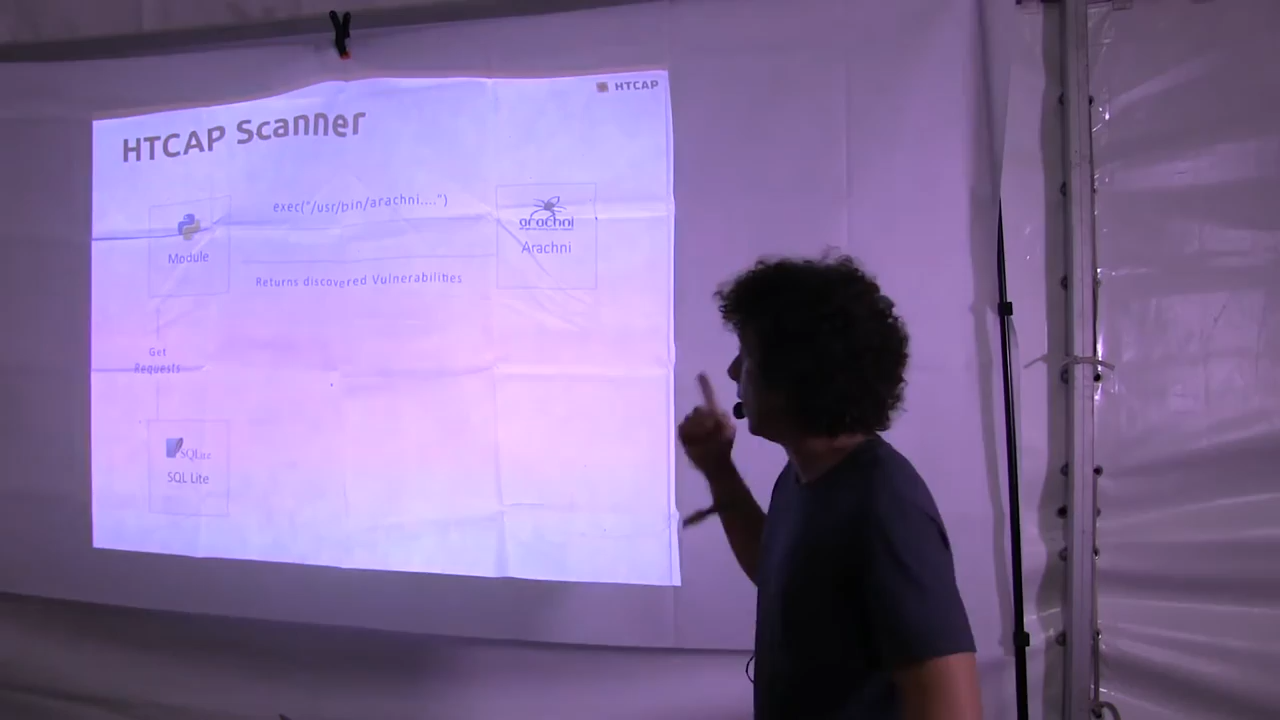 HTCAP
HTCAP Scanner
exec("/usr/bin/arachni....")
arachni
Module
Arachni
Returns discovered Vulnerabilities
Get
Requests
SQLite
SQL Lite